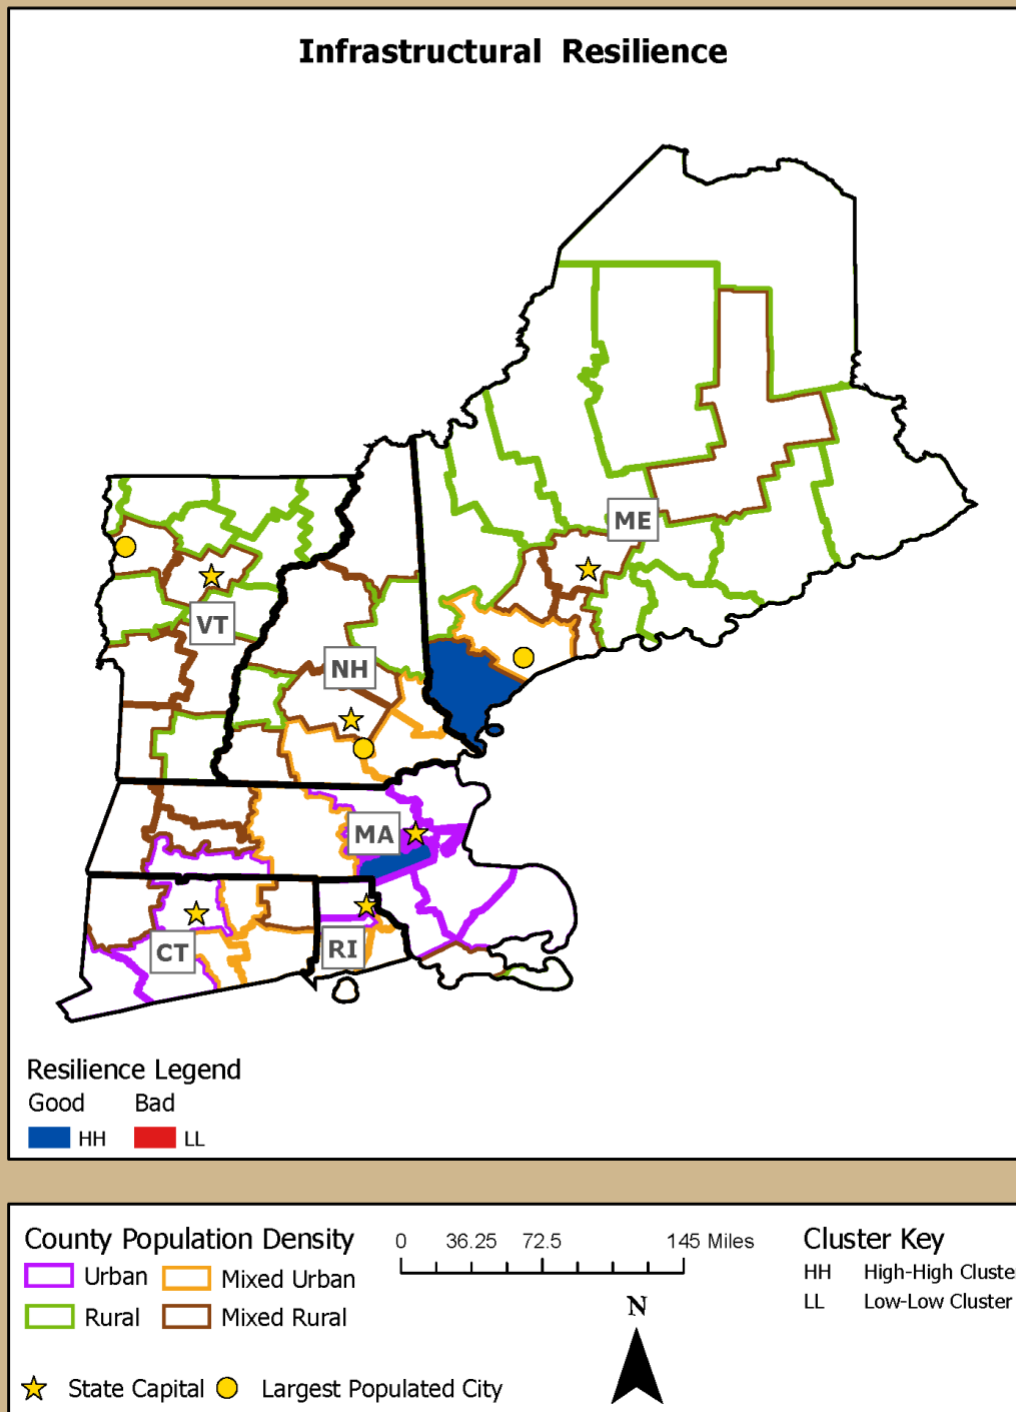 Infrastructural Resilience
ME
VT
NH
MA
CT
RI
Resilience Legend
Good Bad
HH LL
County Population Density
Urban Mixed Urban
Rural Mixed Rural
State Capital Largest Populated City
0 36.25 72.5 145 Miles
N
Cluster Key
HH High-High Cluster
LL Low-Low Cluster